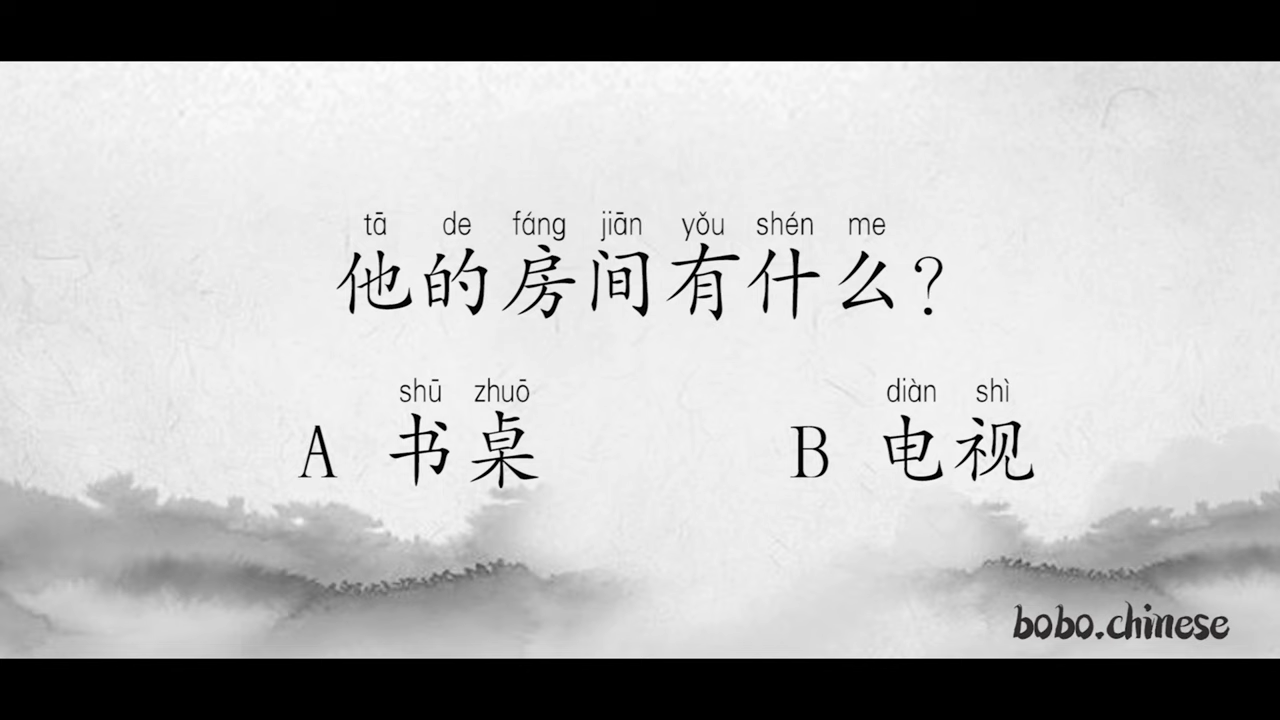 tā de fáng jiān yǒu shén me
他的房间有什么？
shū zhuō diàn shì
A 书桌 B 电视
bobo.chinese